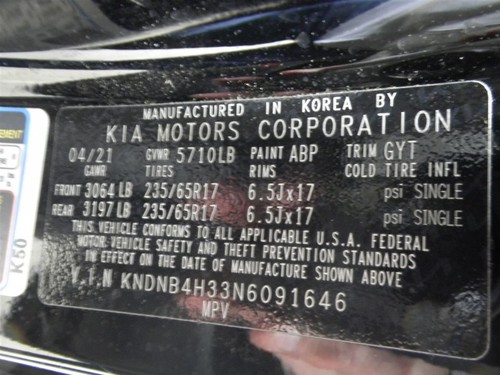 MANUFACTURED IN KOREA BY
KIA MOTORS CORPORATION
04/21 GVWR 5710LB PAINT ABP TRIM GYT
GAWR TIRES RIMS COLD TIRE INFL
FRONT 3064 LB 235/65R17 6.5Jx17 psi SINGLE
REAR 3197 LB 235/65R17 6.5Jx17 psi SINGLE
THIS VEHICLE CONFORMS TO ALL APPLICABLE U.S.A. FEDERAL
MOTOR VEHICLE SAFETY AND THEFT PREVENTION STANDARDS
IN EFFECT ON THE DATE OF MANUFACTURE SHOWN ABOVE
V.I.N KNDNB4H33N6091646
MPV
K50